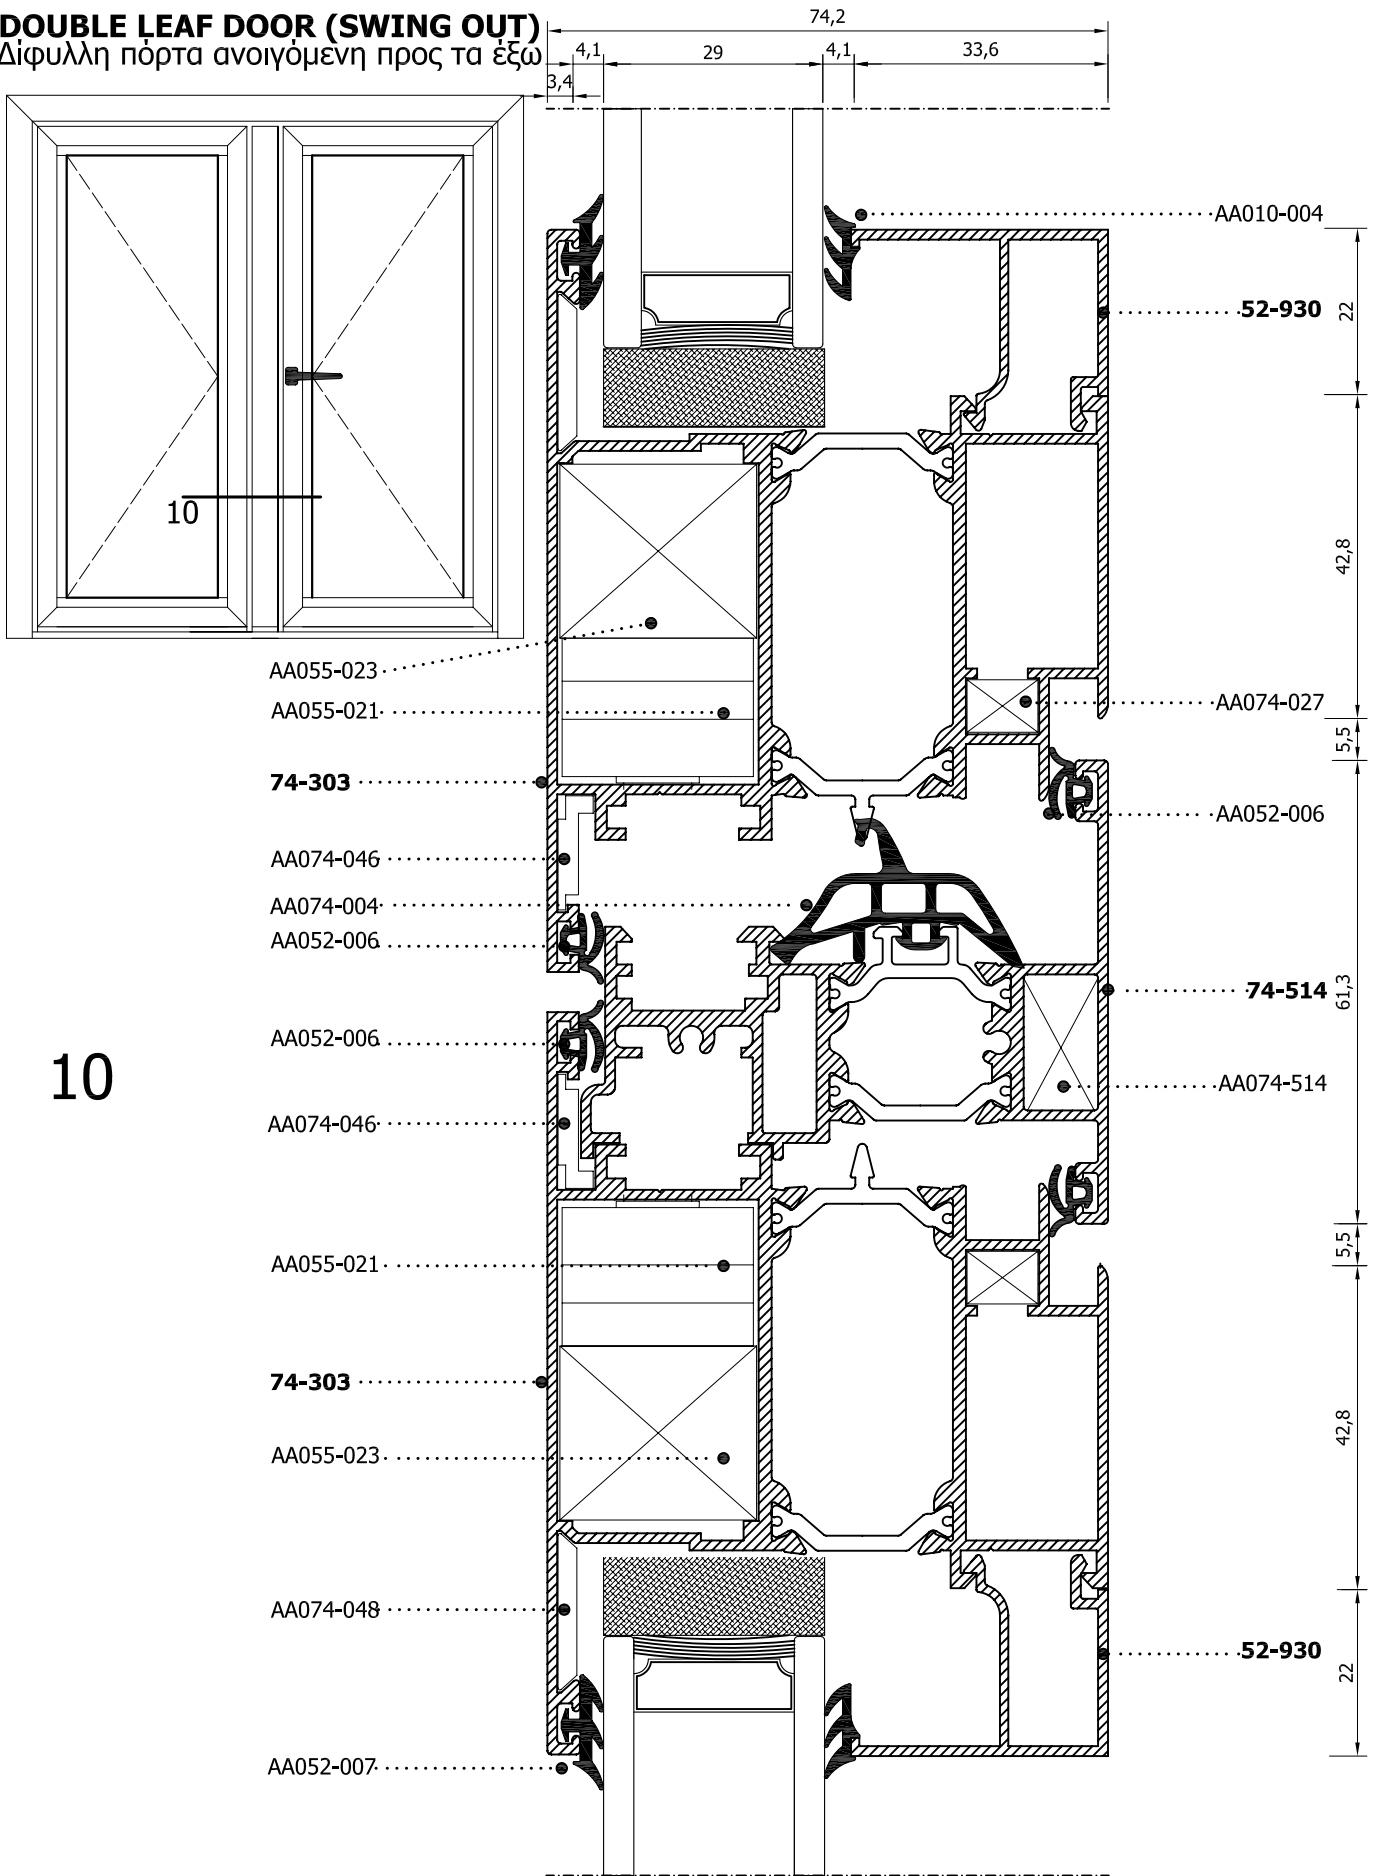 DOUBLE LEAF DOOR (SWING OUT)
Δίφυλλη πόρτα ανοιγόμενη προς τα έξω
74,2
4,1
29
4,1
33,6
3,4
10
AA010-004
52-930
22
42,8
AA055-023
AA055-021
AA074-027
5,5
74-303
AA052-006
AA074-046
AA074-004
AA052-006
74-514
61,3
AA052-006
10
AA074-514
AA074-046
5,5
AA055-021
74-303
42,8
AA055-023
AA074-048
52-930
22
AA052-007